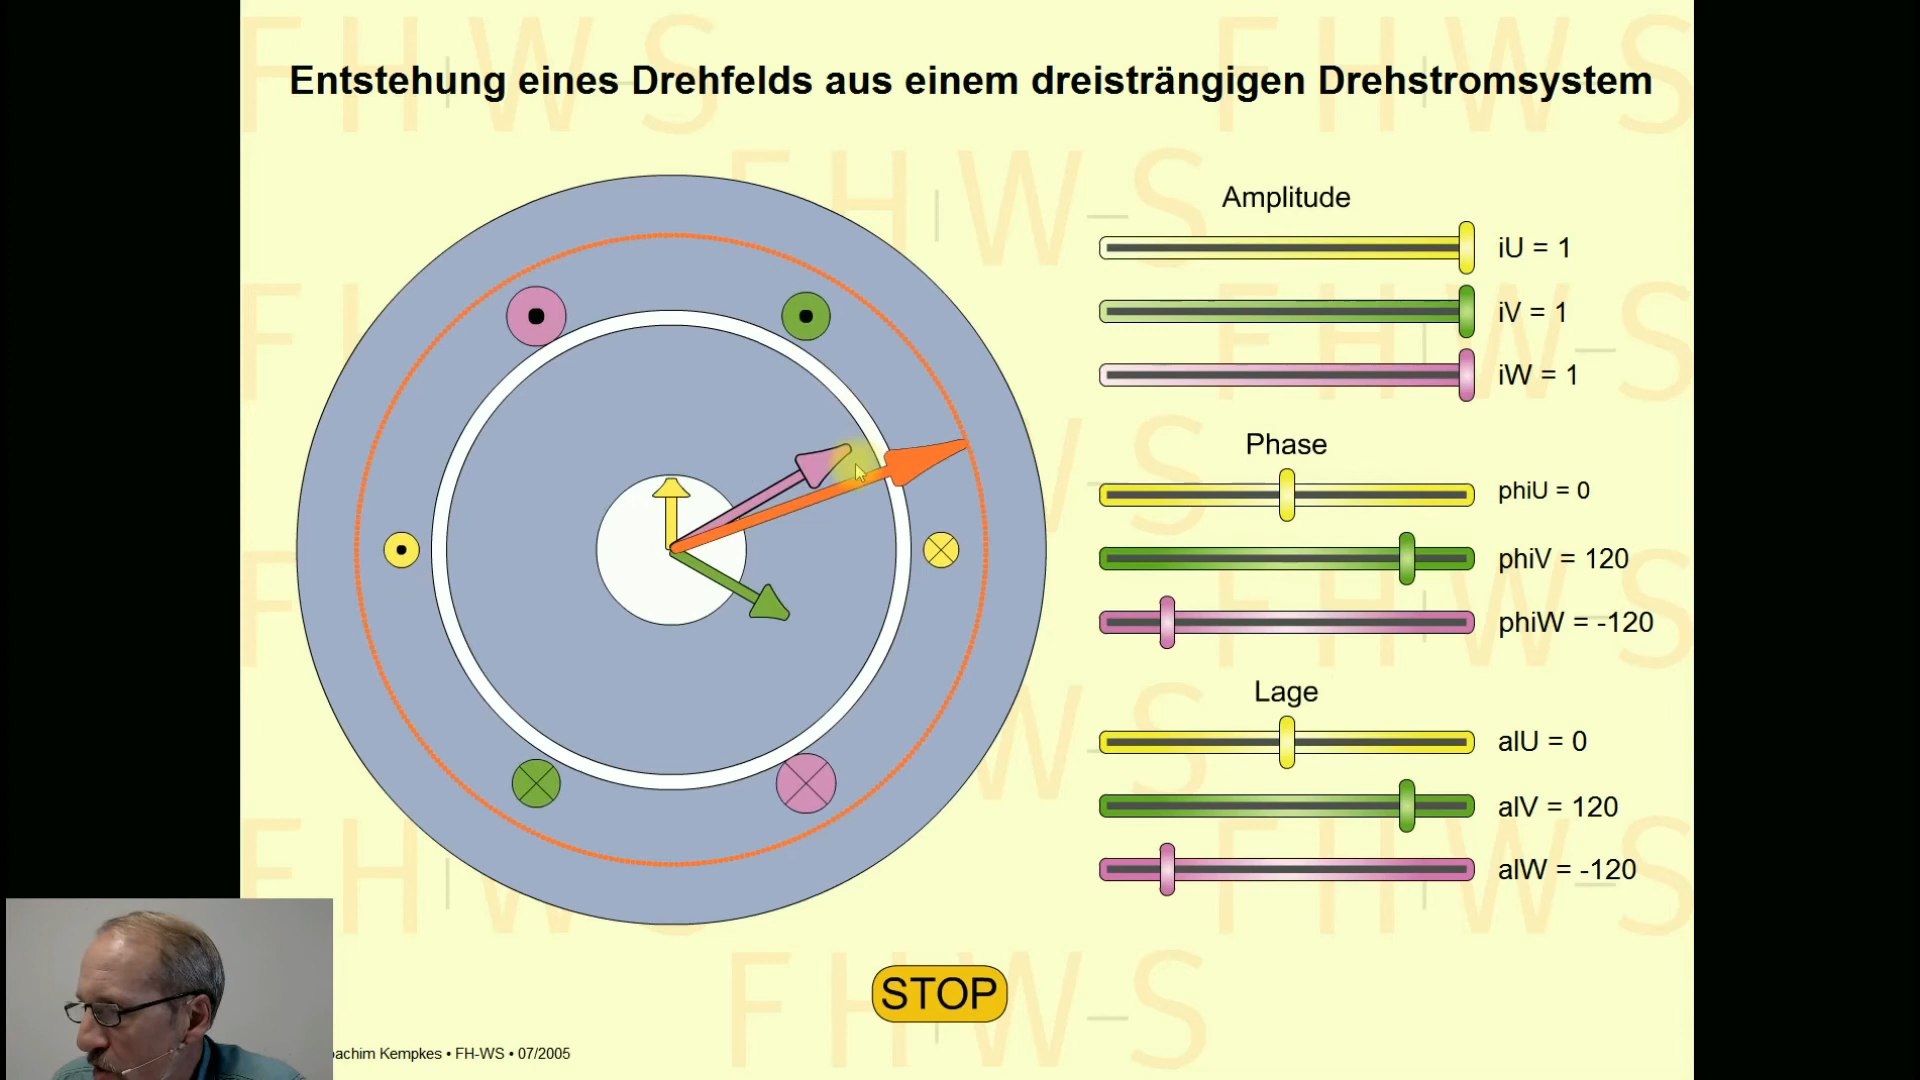 Entstehung eines Drehfelds aus einem dreisträngigen Drehstromsystem
Amplitude
iU = 1
iV = 1
iW = 1
Phase
phiU = 0
phiV = 120
phiW = -120
Lage
alU = 0
alV = 120
alW = -120
STOP
Kempkes • FH-WS • 07/2005